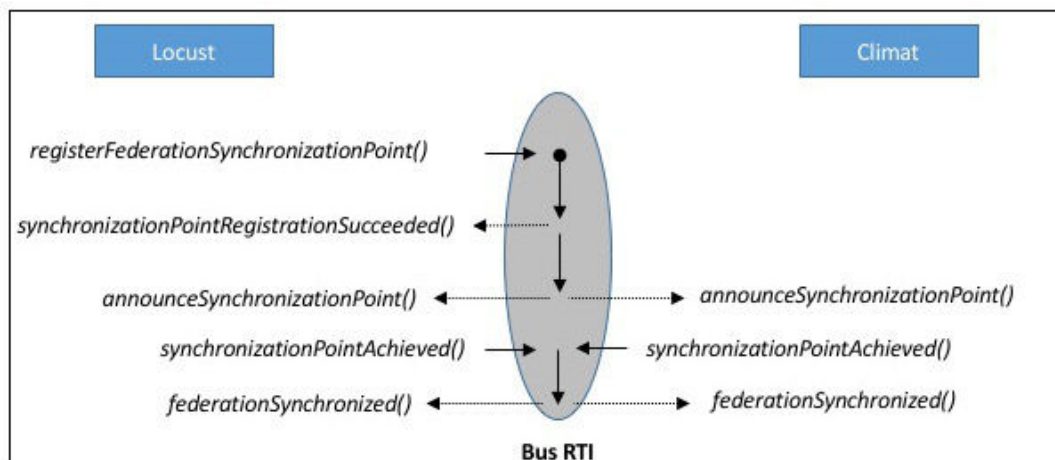 Locust
Climat
registerFederationSynchronizationPoint()
synchronizationPointRegistrationSucceeded()
announceSynchronizationPoint()
announceSynchronizationPoint()
synchronizationPointAchieved()
synchronizationPointAchieved()
federationSynchronized()
federationSynchronized()
Bus RTI